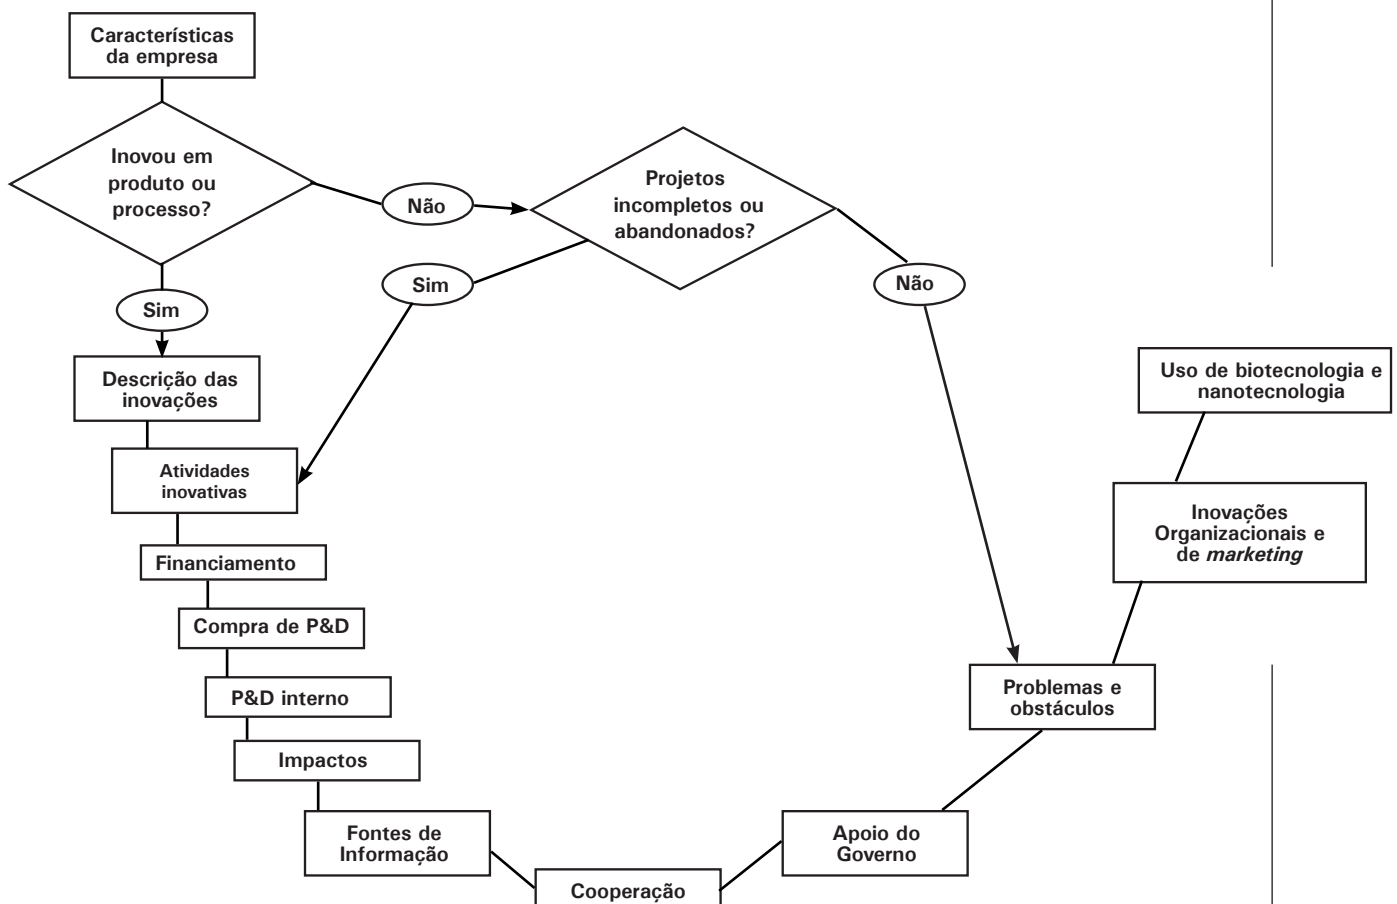 Características
da empresa
Inovou em
produto ou
processo?
Não
Projetos
incompletos ou
abandonados?
Sim
Não
Sim
Descrição das
inovações
Atividades
inovativas
Financiamento
Compra de P&D
P&D interno
Impactos
Fontes de
Informação
Cooperação
Apoio do
Governo
Problemas e
obstáculos
Inovações
Organizacionais e
de marketing
Uso de biotecnologia e
nanotecnologia